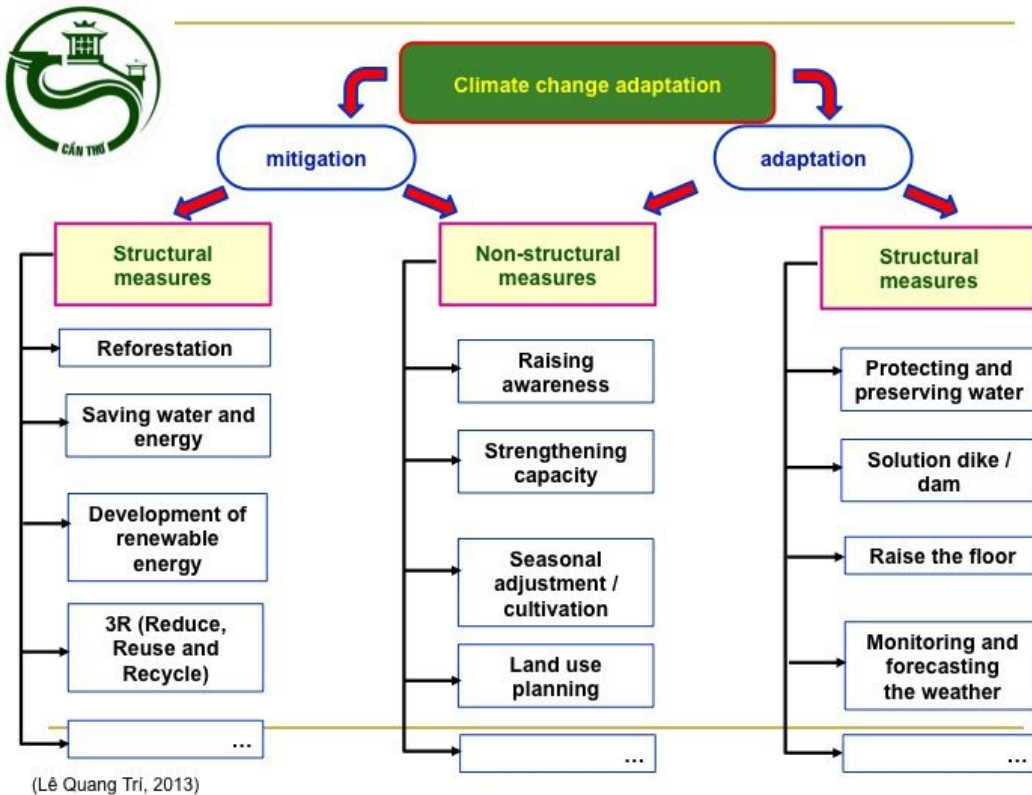 CẦN THƠ
Climate change adaptation
mitigation
adaptation
Structural
measures
Reforestation
Saving water and
energy
Development of
renewable
energy
3R (Reduce,
Reuse and
Recycle)
...
Non-structural
measures
Raising
awareness
Strengthening
capacity
Seasonal
adjustment /
cultivation
Land use
planning
...
Structural
measures
Protecting and
preserving water
Solution dike /
dam
Raise the floor
Monitoring and
forecasting
the weather
...
(Lê Quang Trí, 2013)